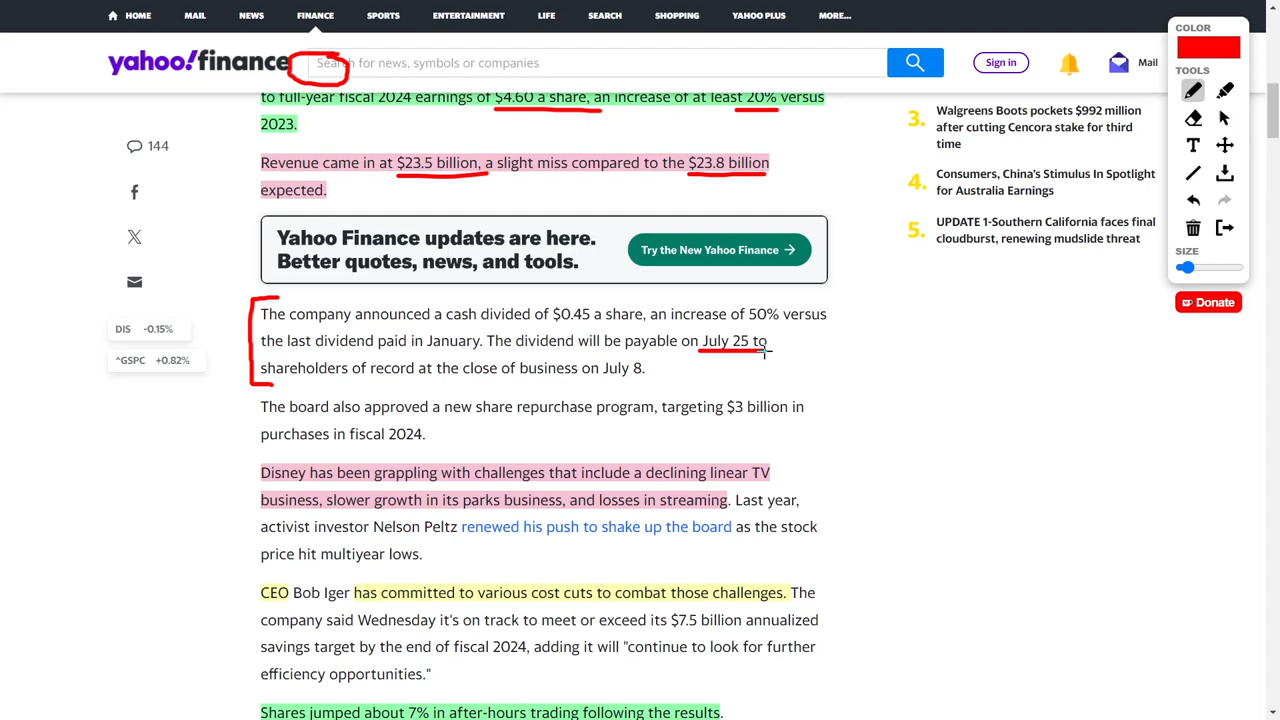 HOME MAIL NEWS FINANCE SPORTS ENTERTAINMENT LIFE SEARCH SHOPPING YAHOO PLUS MORE...
yahoo!finance Search for news, symbols or companies Sign in Mail
to full-year fiscal 2024 earnings of $4.60 a share, an increase of at least 20% versus
2023.
Revenue came in at $23.5 billion, a slight miss compared to the $23.8 billion
expected.
Yahoo Finance updates are here.
Better quotes, news, and tools.
Try the New Yahoo Finance
The company announced a cash divided of $0.45 a share, an increase of 50% versus
the last dividend paid in January. The dividend will be payable on July 25 to
shareholders of record at the close of business on July 8.
The board also approved a new share repurchase program, targeting $3 billion in
purchases in fiscal 2024.
Disney has been grappling with challenges that include a declining linear TV
business, slower growth in its parks business, and losses in streaming. Last year,
activist investor Nelson Peltz renewed his push to shake up the board as the stock
price hit multiyear lows.
CEO Bob Iger has committed to various cost cuts to combat those challenges. The
company said Wednesday it's on track to meet or exceed its $7.5 billion annualized
savings target by the end of fiscal 2024, adding it will "continue to look for further
efficiency opportunities."
Shares jumped about 7% in after-hours trading following the results.
144
DIS -0.15%
^GSPC +0.82%
3. Walgreens Boots pockets $992 million
after cutting Cencora stake for third
time
4. Consumers, China's Stimulus In Spotlight
for Australia Earnings
5. UPDATE 1-Southern California faces final
cloudburst, renewing mudslide threat
COLOR
TOOLS
T
SIZE
Donate